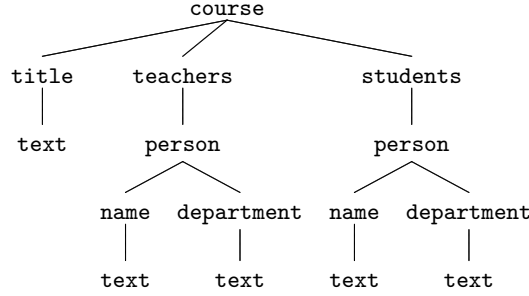 course
title teachers students
text person person
name department name department
text text text text